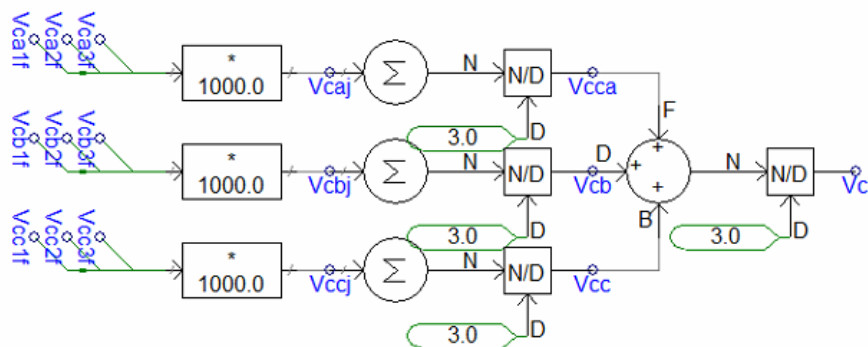 Vca1f
Vca2f
Vca3f
*
1000.0
Vcaj
Σ
N
N/D
Vcca
3.0
D
F
Vcb1f
Vcb2f
Vcb3f
*
1000.0
Vcbj
Σ
N
N/D
D
Vcb
+
+
+
N
N/D
Vc
3.0
D
B
3.0
D
Vcc1f
Vcc2f
Vcc3f
*
1000.0
Vccj
Σ
N
N/D
Vcc
3.0
D